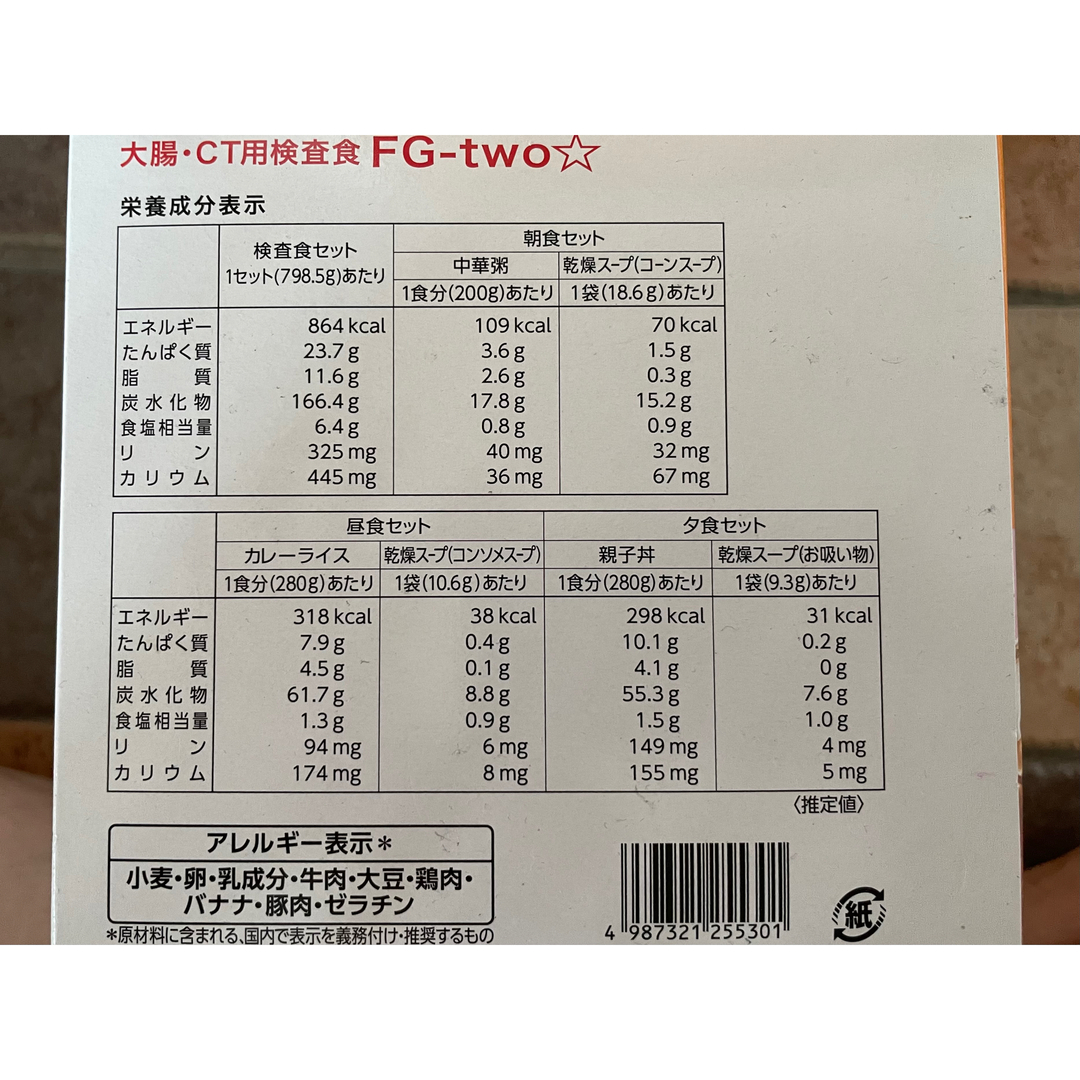 大腸・CT用検査食 FG-two☆
栄養成分表示
検査食セット 朝食セット
1セット(798.5g)あたり 中華粥 乾燥スープ(コーンスープ)
1食分(200g)あたり 1袋(18.6g)あたり
エネルギー 864kcal 109kcal 70kcal
たんぱく質 23.7g 3.6g 1.5g
脂質 11.6g 2.6g 0.3g
炭水化物 166.4g 17.8g 15.2g
食塩相当量 6.4g 0.8g 0.9g
リン 325mg 40mg 32mg
カリウム 445mg 36mg 67mg
昼食セット 夕食セット
カレーライス 乾燥スープ(コンソメスープ) 親子丼 乾燥スープ(お吸い物)
1食分(280g)あたり 1袋(10.6g)あたり 1食分(280g)あたり 1袋(9.3g)あたり
エネルギー 318kcal 38kcal 298kcal 31kcal
たんぱく質 7.9g 0.4g 10.1g 0.2g
脂質 4.5g 0.1g 4.1g 0g
炭水化物 61.7g 8.8g 55.3g 7.6g
食塩相当量 1.3g 0.9g 1.5g 1.0g
リン 94mg 6mg 149mg 4mg
カリウム 174mg 8mg 155mg 5mg
〈推定値〉
アレルギー表示＊
小麦・卵・乳成分・牛肉・大豆・鶏肉・
バナナ・豚肉・ゼラチン
＊原材料に含まれる、国内で表示を義務付け・推奨するもの
4 987321 255301
紙